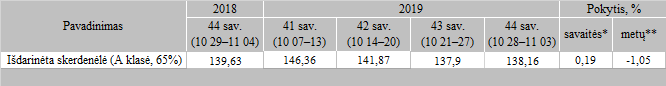 Pavadinimas 2018 2019 Pokytis, %
44 sav. 41 sav. 42 sav. 43 sav. 44 sav. savaitės* metų**
(10 29–11 04) (10 07–13) (10 14–20) (10 21–27) (10 28–11 03)
Išdarinėta skerdenėlė (A klasė, 65%) 139,63 146,36 141,87 137,9 138,16 0,19 -1,05